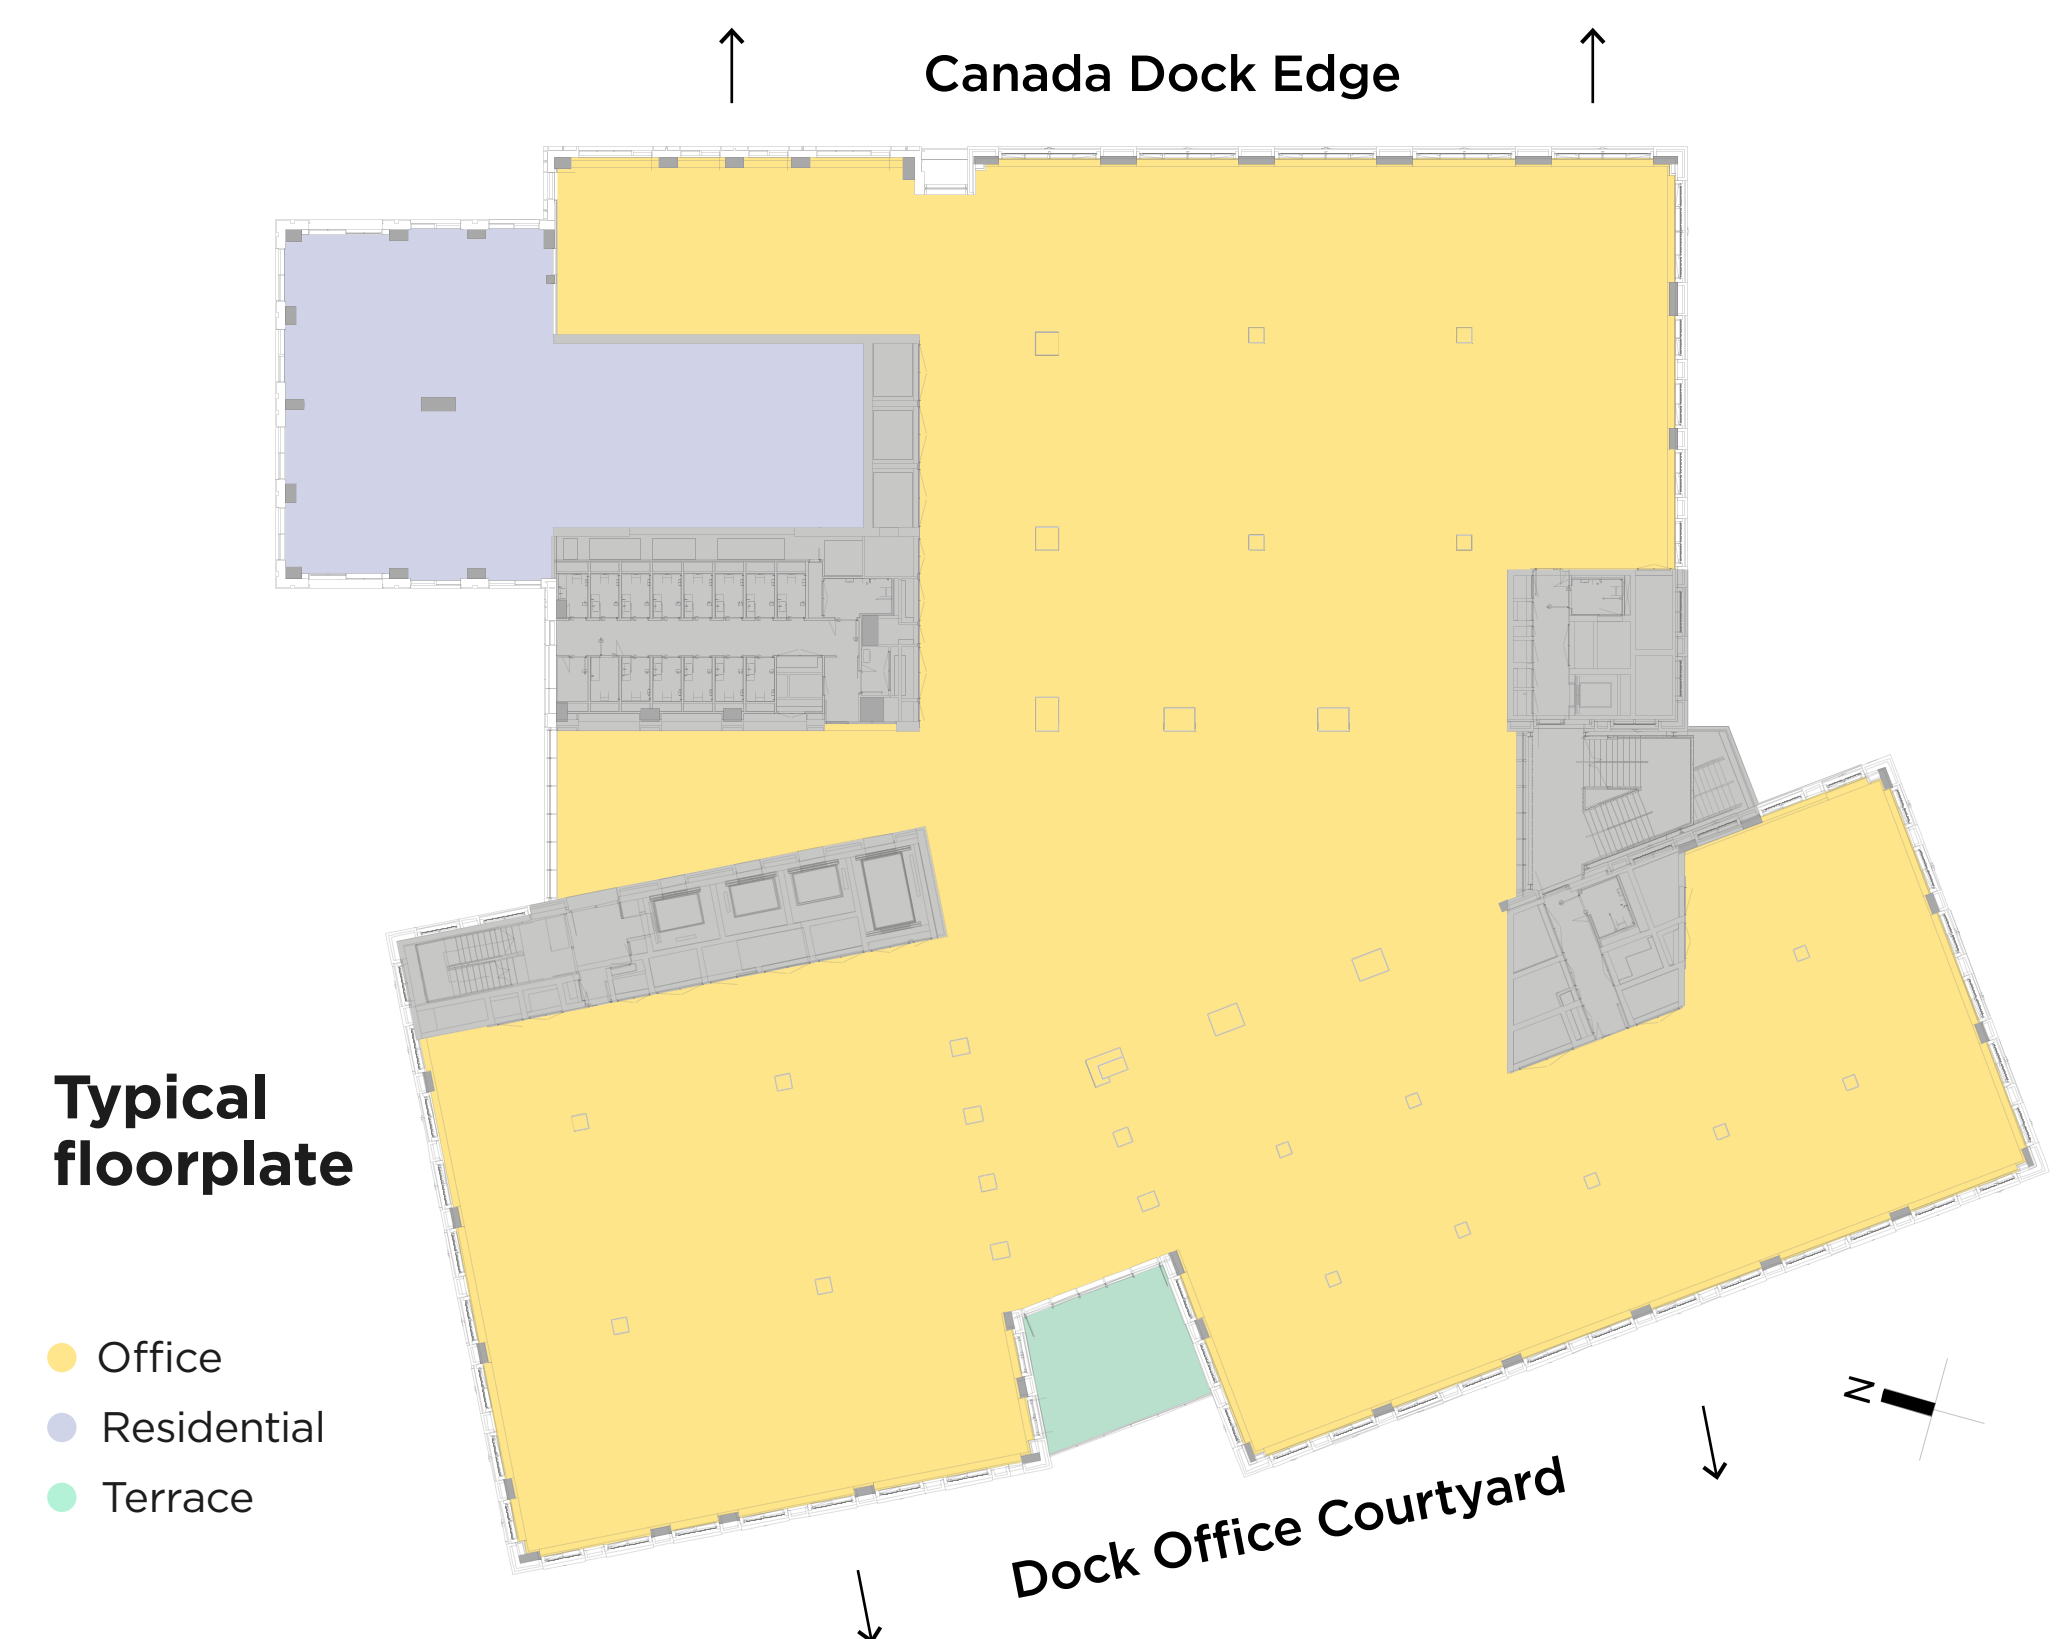 Canada Dock Edge
Typical
floorplate
Office
Residential
Terrace
N
Dock Office Courtyard